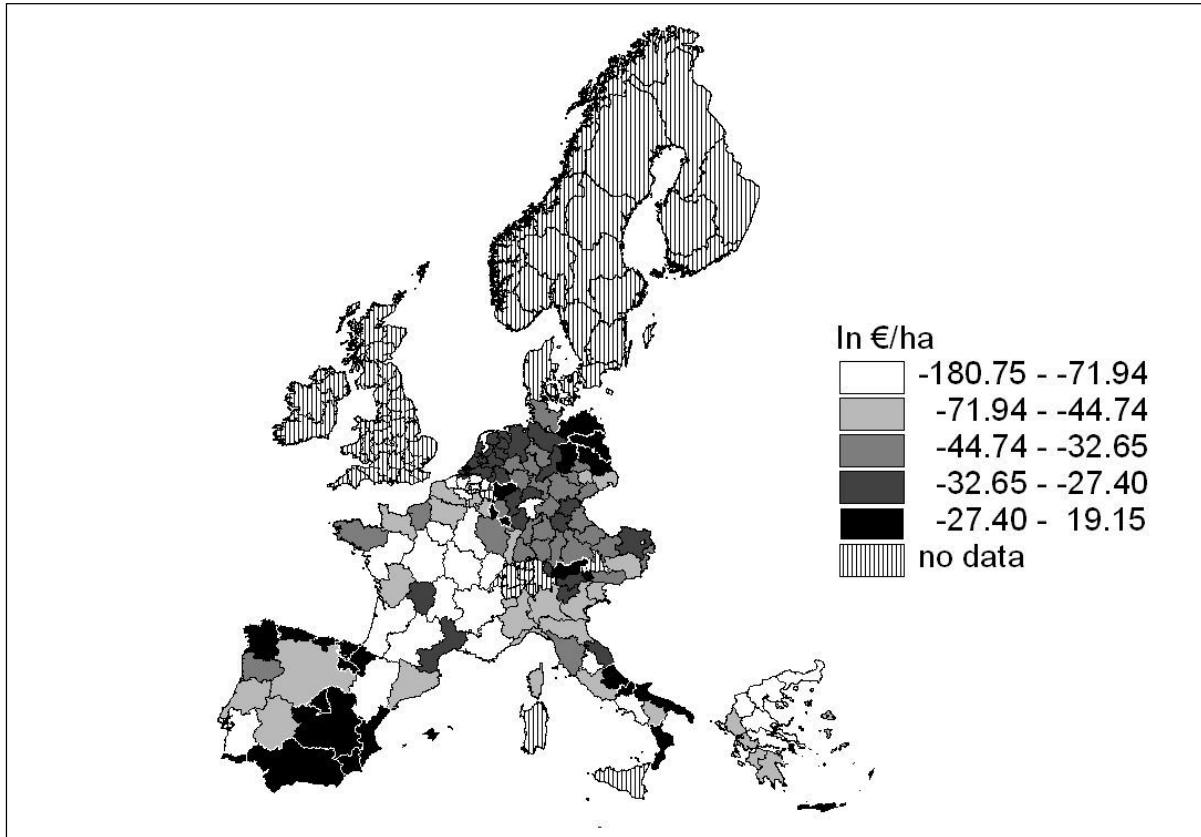 In €/ha
-180.75 - -71.94
-71.94 - -44.74
-44.74 - -32.65
-32.65 - -27.40
-27.40 - 19.15
no data